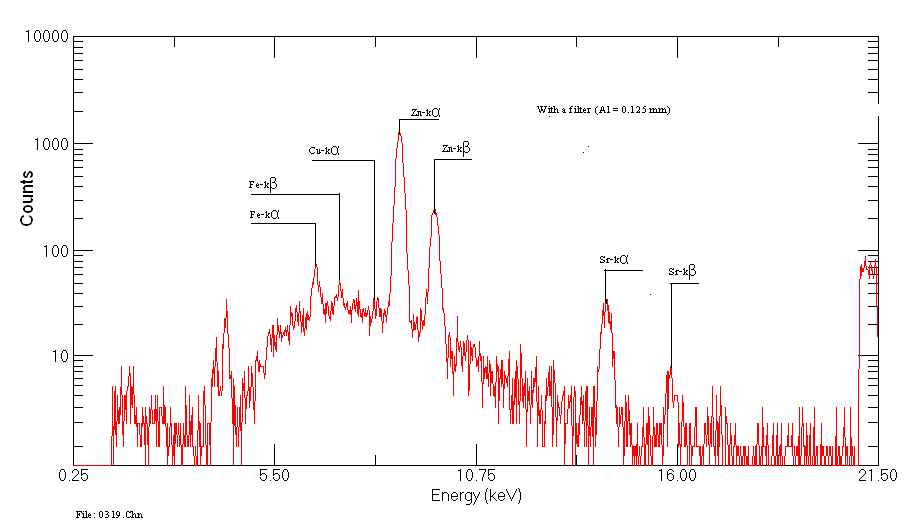 10000
With a filter (Al = 0.125 mm)
Zn-kα
1000
Cu-kα
Zn-kβ
Counts
Fe-kβ
Fe-kα
100
Sr-kα
Sr-kβ
10
0.25 5.50 10.75 16.00 21.50
Energy (keV)
File: 0319.Chn